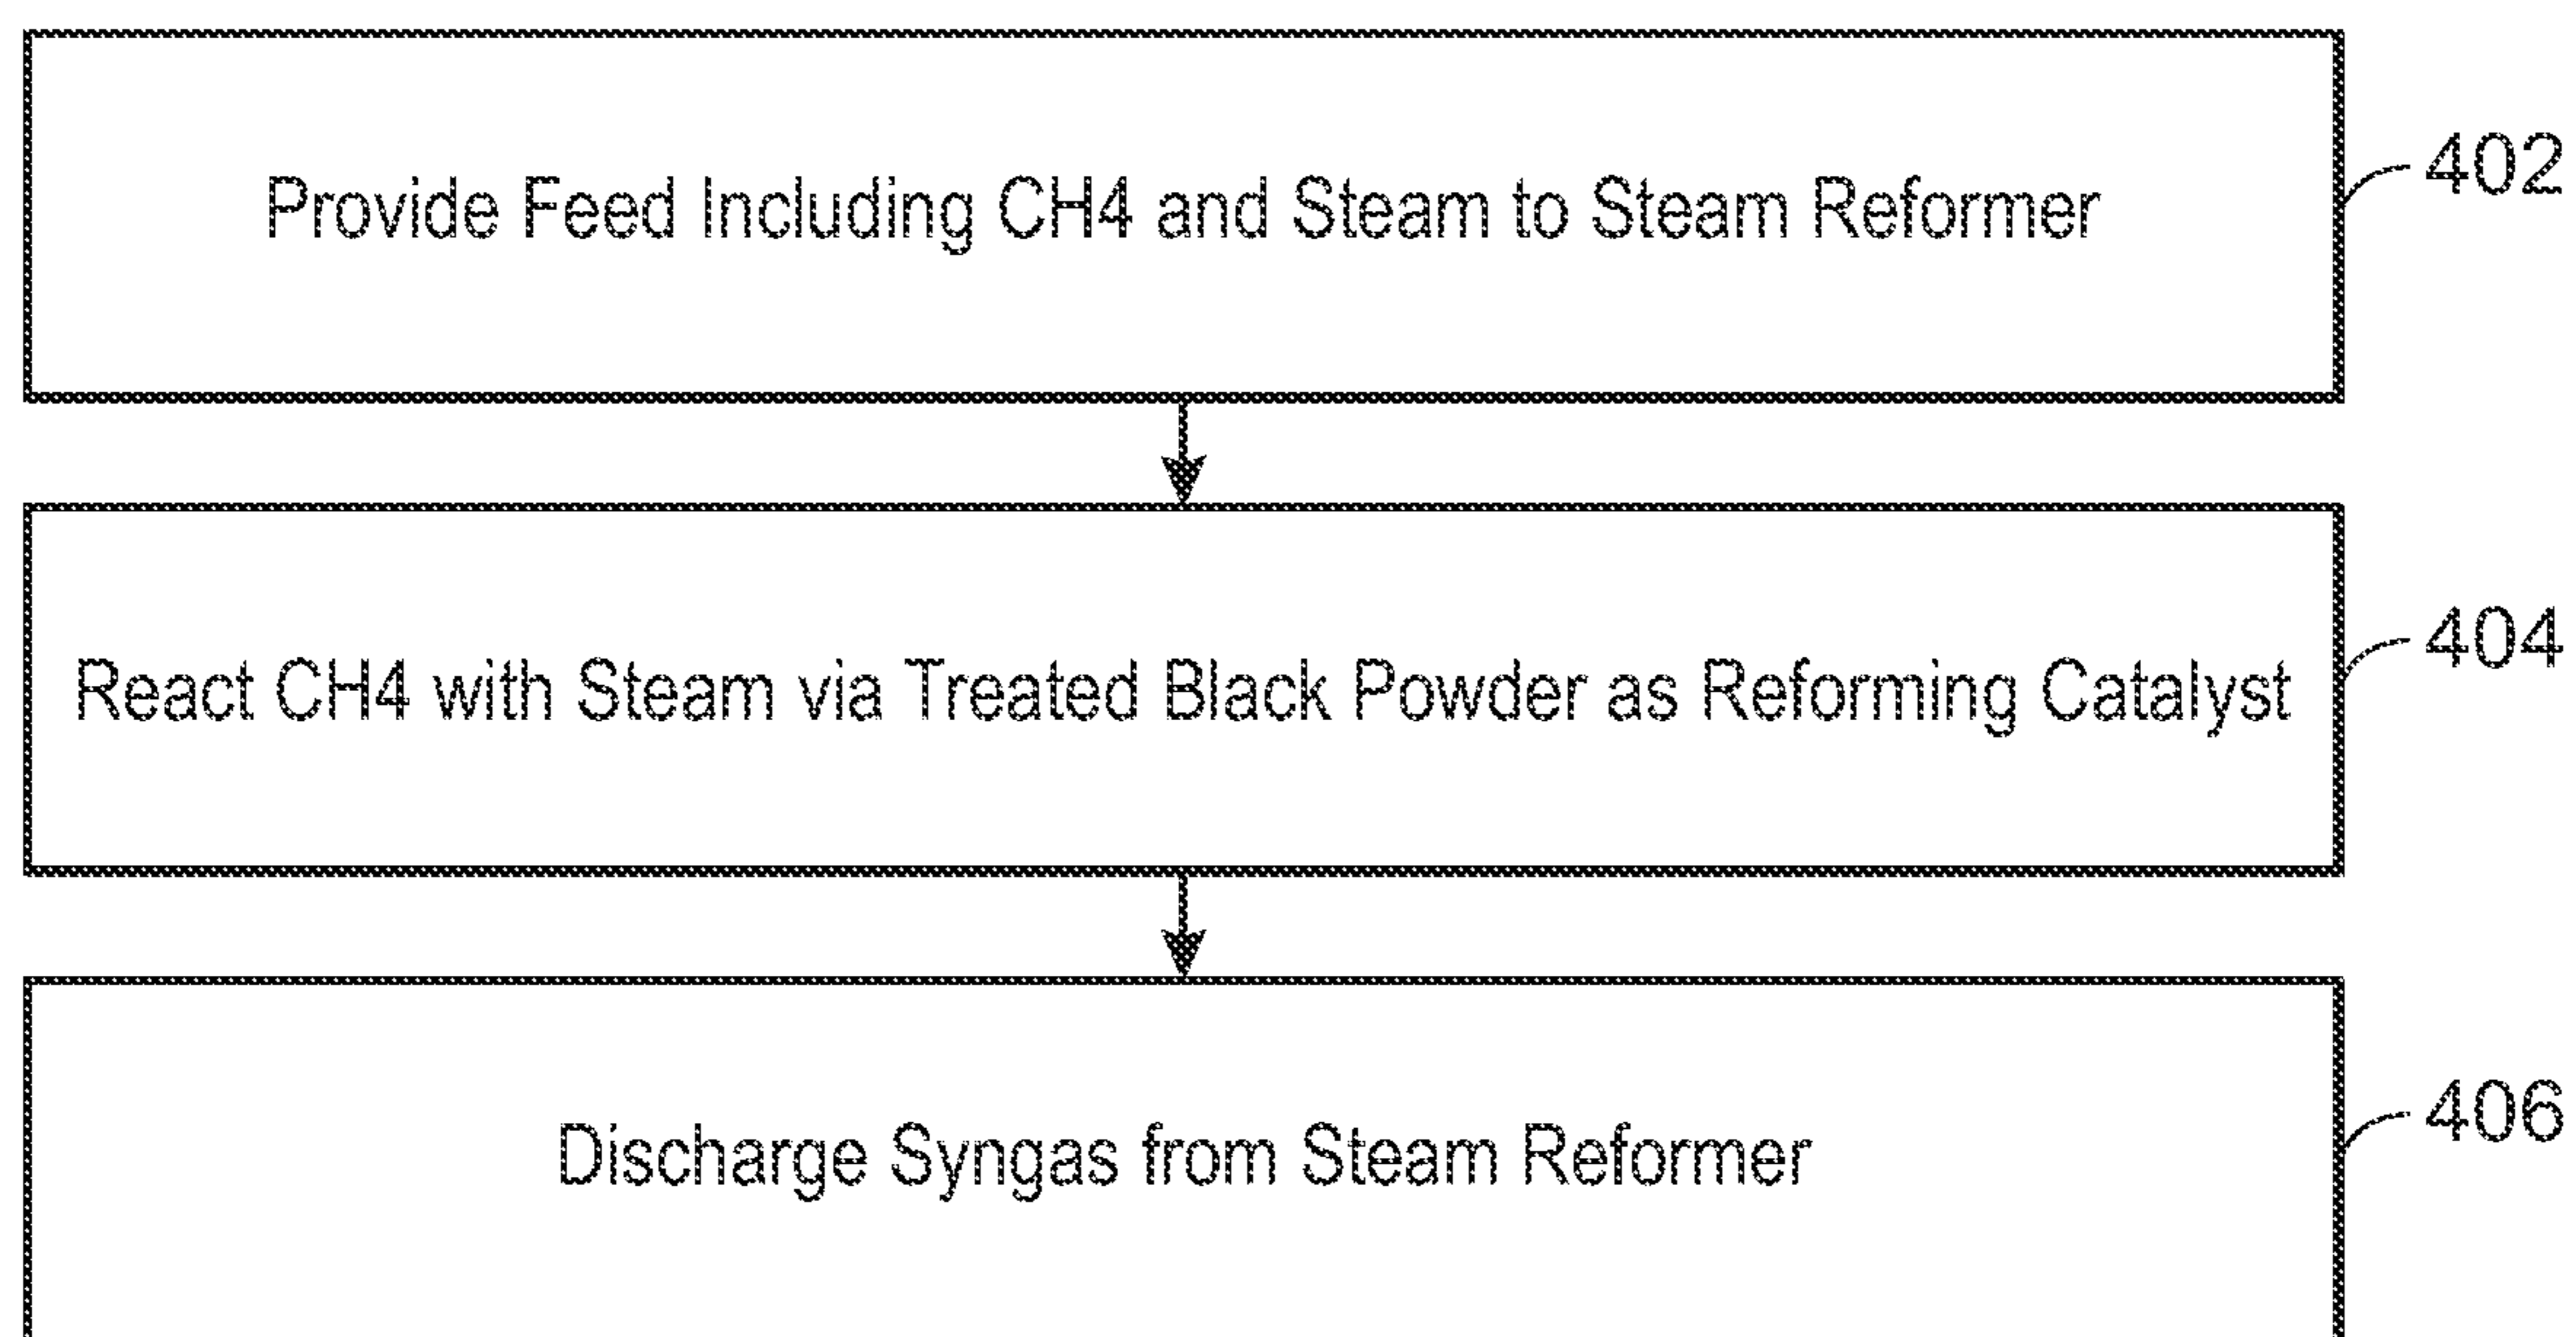 Provide Feed Including CH4 and Steam to Steam Reformer
402
React CH4 with Steam via Treated Black Powder as Reforming Catalyst
404
Discharge Syngas from Steam Reformer
406